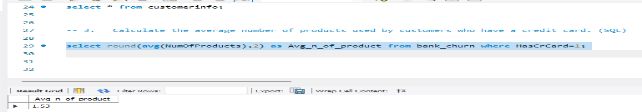 24 select * from customerinfo;
25
26
27 -- 3. Calculate the average number of products used by customers who have a credit card. (SQL)
28
29 select round(avg(NumOfProducts),2) as Avg_n_of_product from bank_churn where HasCrCard=1;
30
31
32
Result Grid Filter Rows: Export: Wrap Cell Content:
Avg_n_of_product
1.53